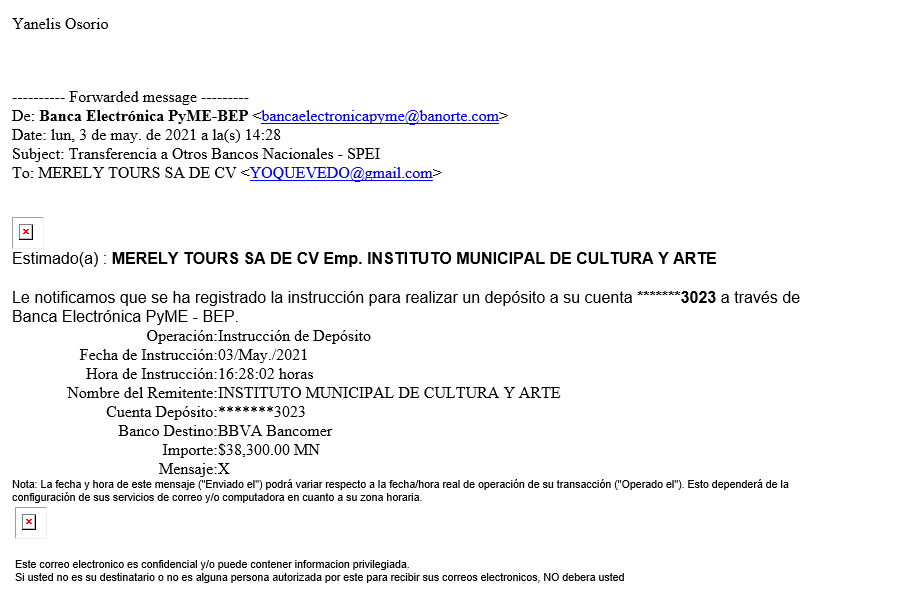 Yanelis Osorio
---------- Forwarded message ---------
De: Banca Electrónica PyME-BEP <bancaelectronicapyme@banorte.com>
Date: lun, 3 de may. de 2021 a la(s) 14:28
Subject: Transferencia a Otros Bancos Nacionales - SPEI
To: MERELY TOURS SA DE CV <YOQUEVEDO@gmail.com>
Estimado(a) : MERELY TOURS SA DE CV Emp. INSTITUTO MUNICIPAL DE CULTURA Y ARTE
Le notificamos que se ha registrado la instrucción para realizar un depósito a su cuenta *******3023 a través de
Banca Electrónica PyME - BEP.
Operación:Instrucción de Depósito
Fecha de Instrucción:03/May./2021
Hora de Instrucción:16:28:02 horas
Nombre del Remitente:INSTITUTO MUNICIPAL DE CULTURA Y ARTE
Cuenta Depósito:*******3023
Banco Destino:BBVA Bancomer
Importe:$38,300.00 MN
Mensaje:X
Nota: La fecha y hora de este mensaje ("Enviado el") podrá variar respecto a la fecha/hora real de operación de su transacción ("Operado el"). Esto dependerá de la
configuración de sus servicios de correo y/o computadora en cuanto a su zona horaria.
Este correo electronico es confidencial y/o puede contener informacion privilegiada.
Si usted no es su destinatario o no es alguna persona autorizada por este para recibir sus correos electronicos, NO debera usted